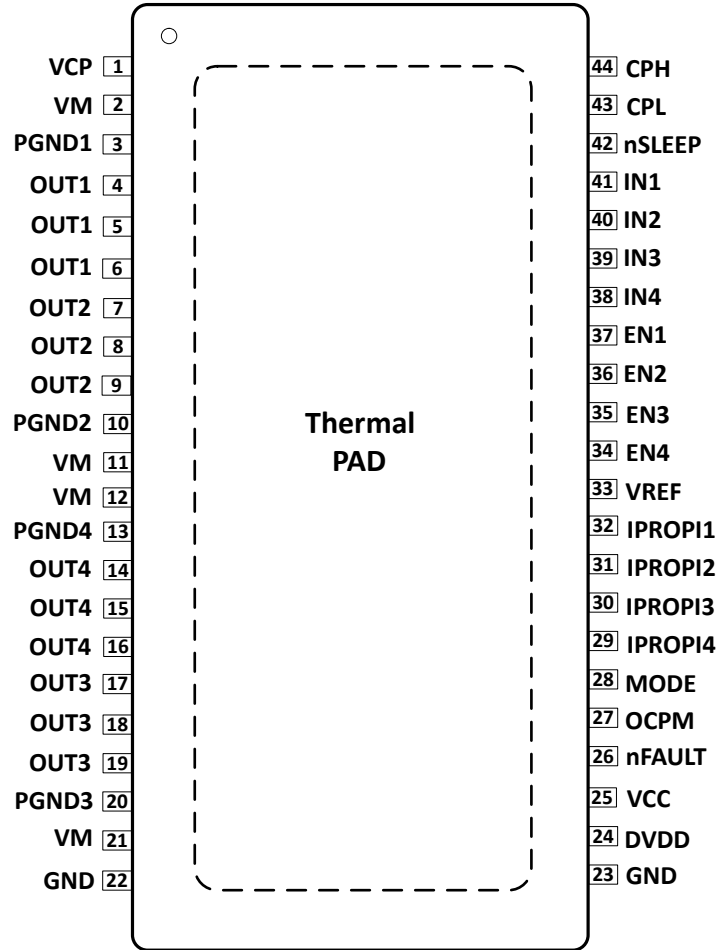 VCP 1
VM 2
PGND1 3
OUT1 4
OUT1 5
OUT1 6
OUT2 7
OUT2 8
OUT2 9
PGND2 10
VM 11
VM 12
PGND4 13
OUT4 14
OUT4 15
OUT4 16
OUT3 17
OUT3 18
OUT3 19
PGND3 20
VM 21
GND 22
Thermal
PAD
44 CPH
43 CPL
42 nSLEEP
41 IN1
40 IN2
39 IN3
38 IN4
37 EN1
36 EN2
35 EN3
34 EN4
33 VREF
32 IPROPI1
31 IPROPI2
30 IPROPI3
29 IPROPI4
28 MODE
27 OCPM
26 nFAULT
25 VCC
24 DVDD
23 GND